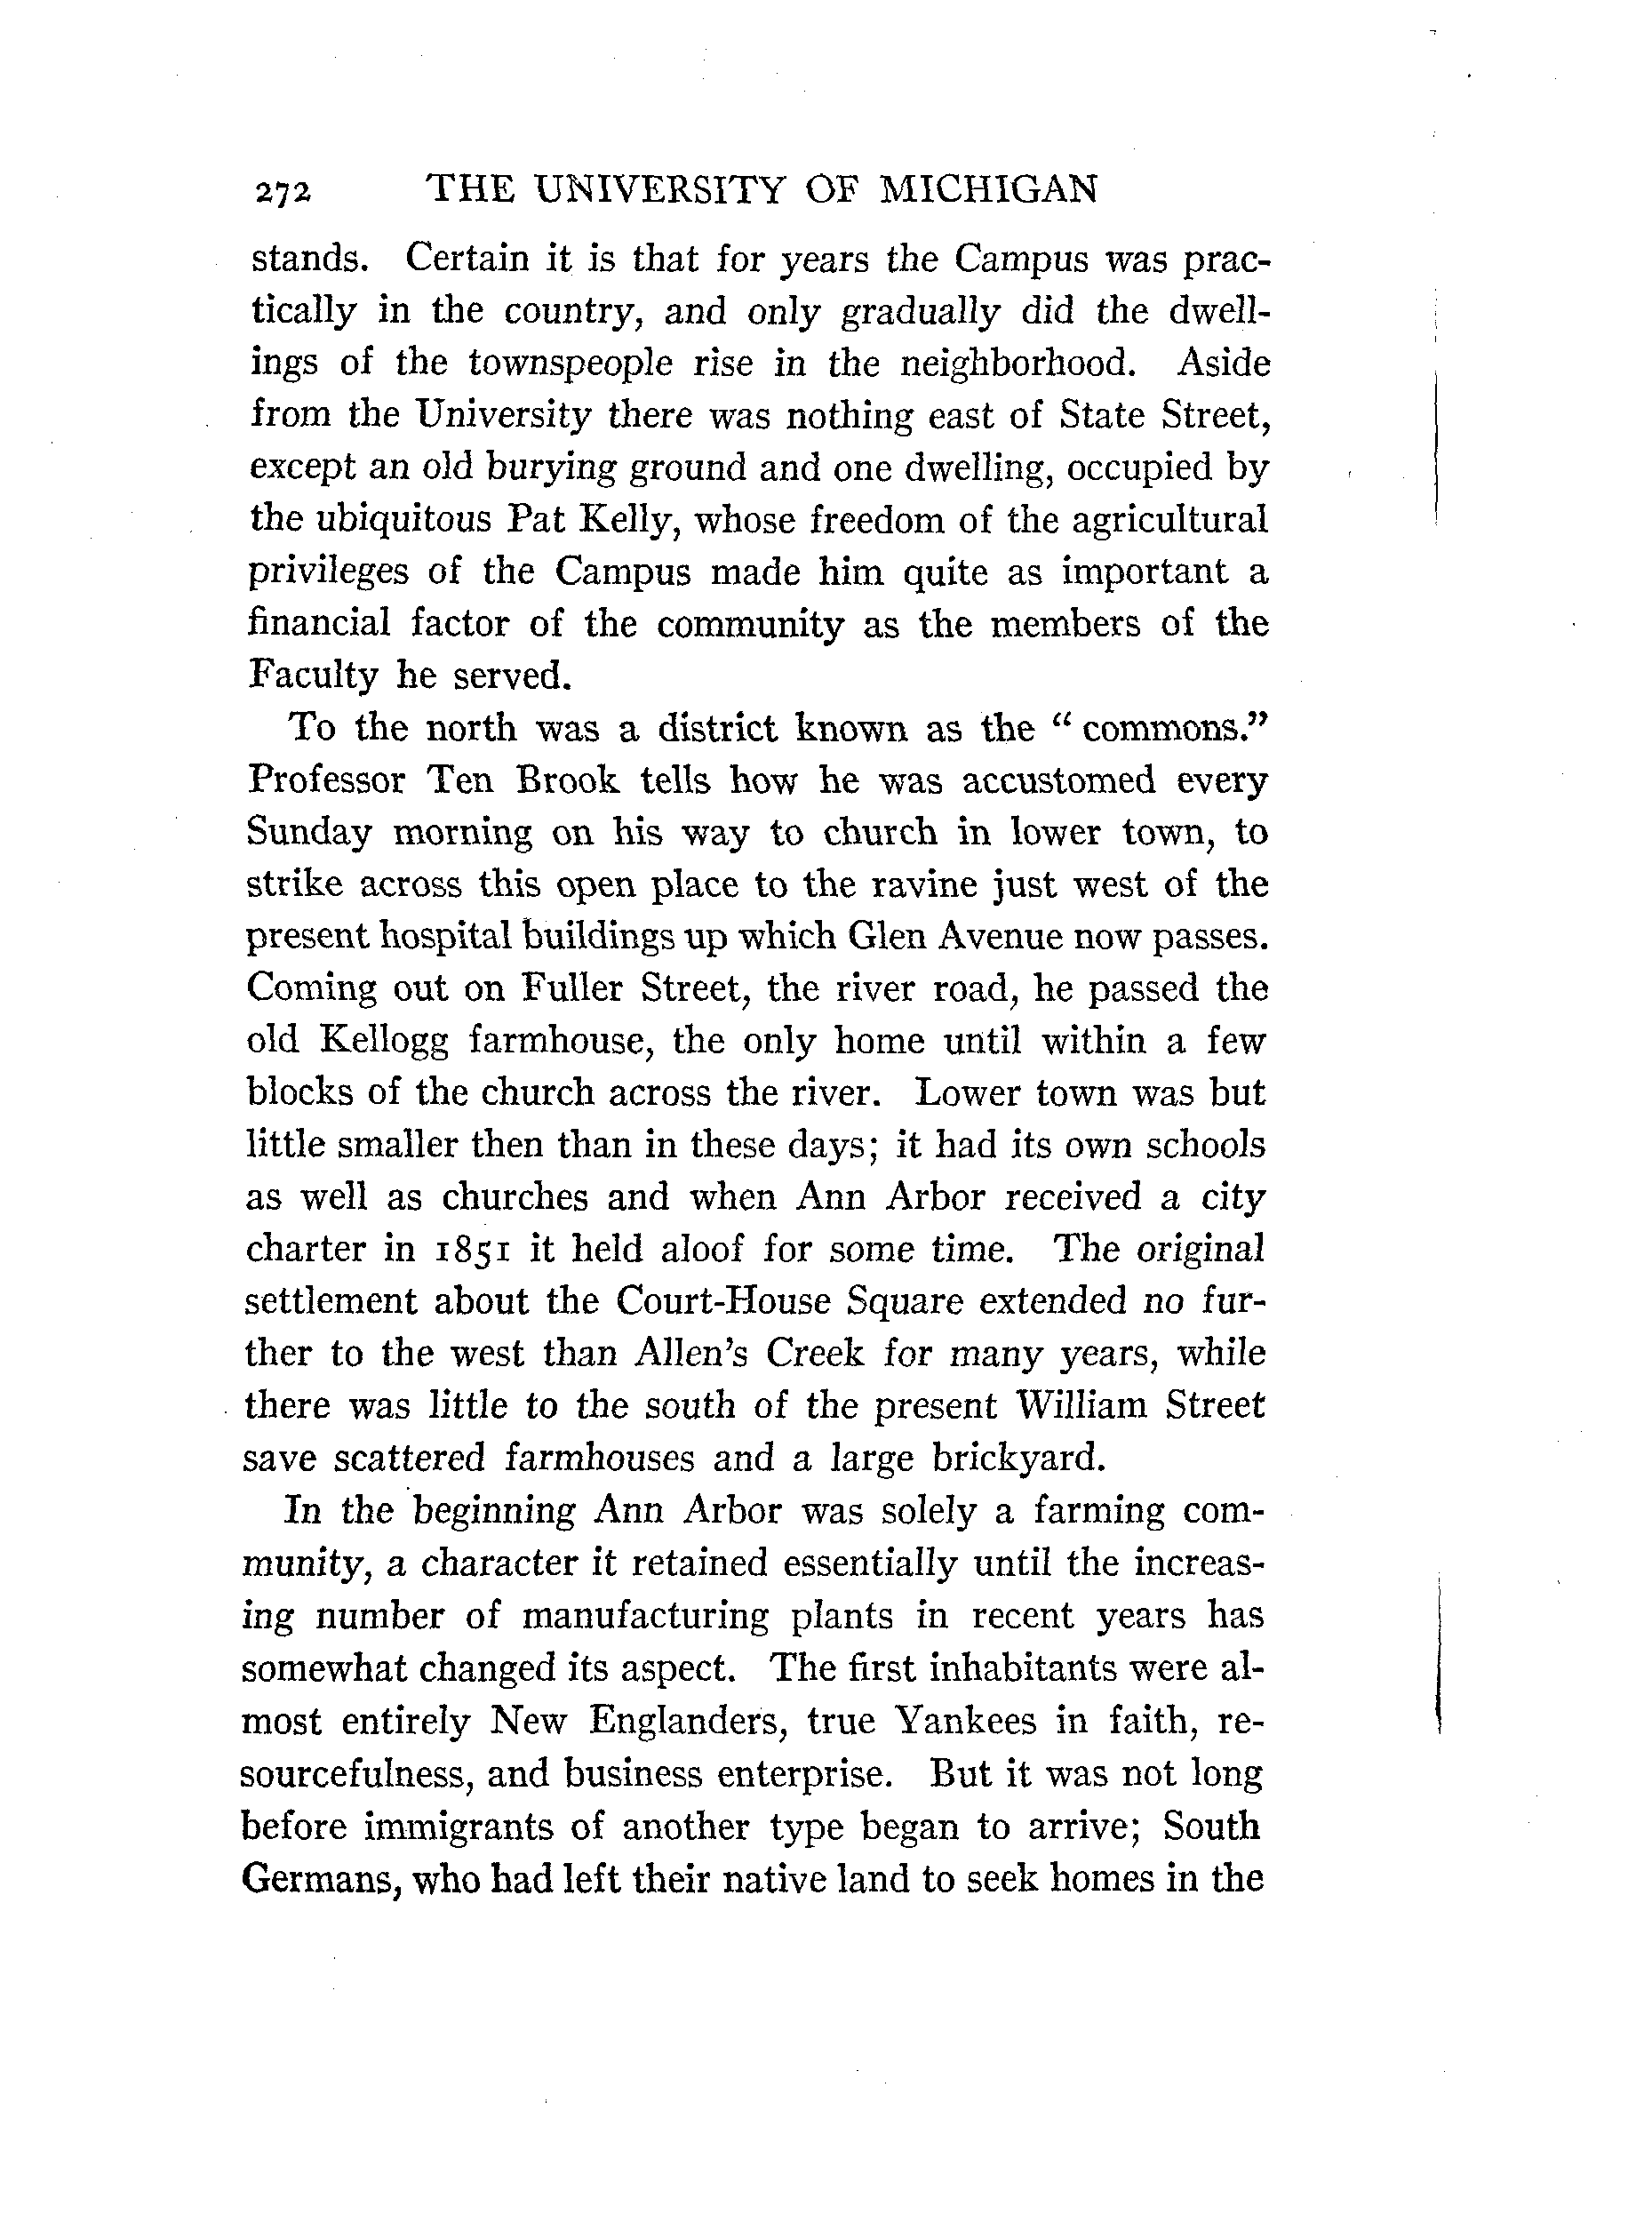 272 THE UNIVERSITY OF MICHIGAN
stands. Certain it is that for years the Campus was prac-
tically in the country, and only gradually did the dwell-
ings of the townspeople rise in the neighborhood. Aside
from the University there was nothing east of State Street,
except an old burying ground and one dwelling, occupied by
the ubiquitous Pat Kelly, whose freedom of the agricultural
privileges of the Campus made him quite as important a
financial factor of the community as the members of the
Faculty he served.
To the north was a district known as the “ commons.”
Professor Ten Brook tells how he was accustomed every
Sunday morning on his way to church in lower town, to
strike across this open place to the ravine just west of the
present hospital buildings up which Glen Avenue now passes.
Coming out on Fuller Street, the river road, he passed the
old Kellogg farmhouse, the only home until within a few
blocks of the church across the river. Lower town was but
little smaller then than in these days; it had its own schools
as well as churches and when Ann Arbor received a city
charter in 1851 it held aloof for some time. The original
settlement about the Court-House Square extended no fur-
ther to the west than Allen's Creek for many years, while
there was little to the south of the present William Street
save scattered farmhouses and a large brickyard.
In the beginning Ann Arbor was solely a farming com-
munity, a character it retained essentially until the increas-
ing number of manufacturing plants in recent years has
somewhat changed its aspect. The first inhabitants were al-
most entirely New Englanders, true Yankees in faith, re-
sourcefulness, and business enterprise. But it was not long
before immigrants of another type began to arrive; South
Germans, who had left their native land to seek homes in the